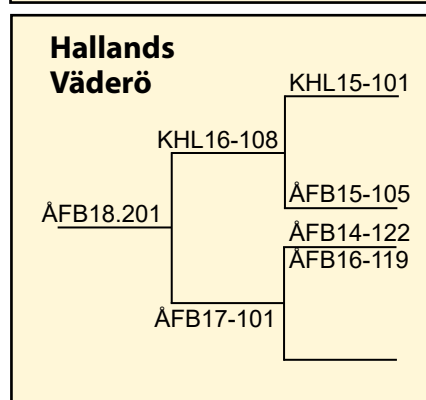 Hallands
Väderö
KHL15-101
KHL16-108
ÅFB15-105
ÅFB18.201
ÅFB14-122
ÅFB16-119
ÅFB17-101